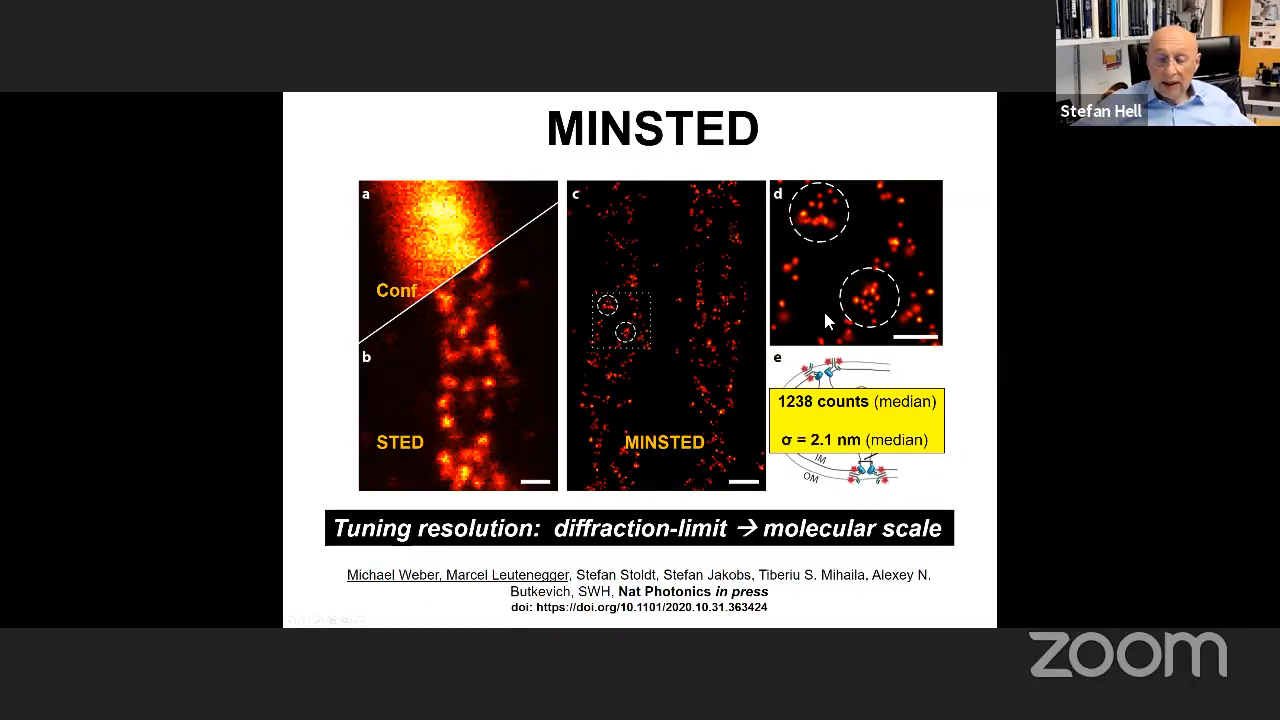 MINSTED
a
Conf
b
STED
c
MINSTED
d
e
1238 counts (median)
σ = 2.1 nm (median)
IM
OM
Tuning resolution: diffraction-limit → molecular scale
Michael Weber, Marcel Leutenegger, Stefan Stoldt, Stefan Jakobs, Tiberiu S. Mihaila, Alexey N.
Butkevich, SWH, Nat Photonics in press
doi: https://doi.org/10.1101/2020.10.31.363424
Stefan Hell
zoom